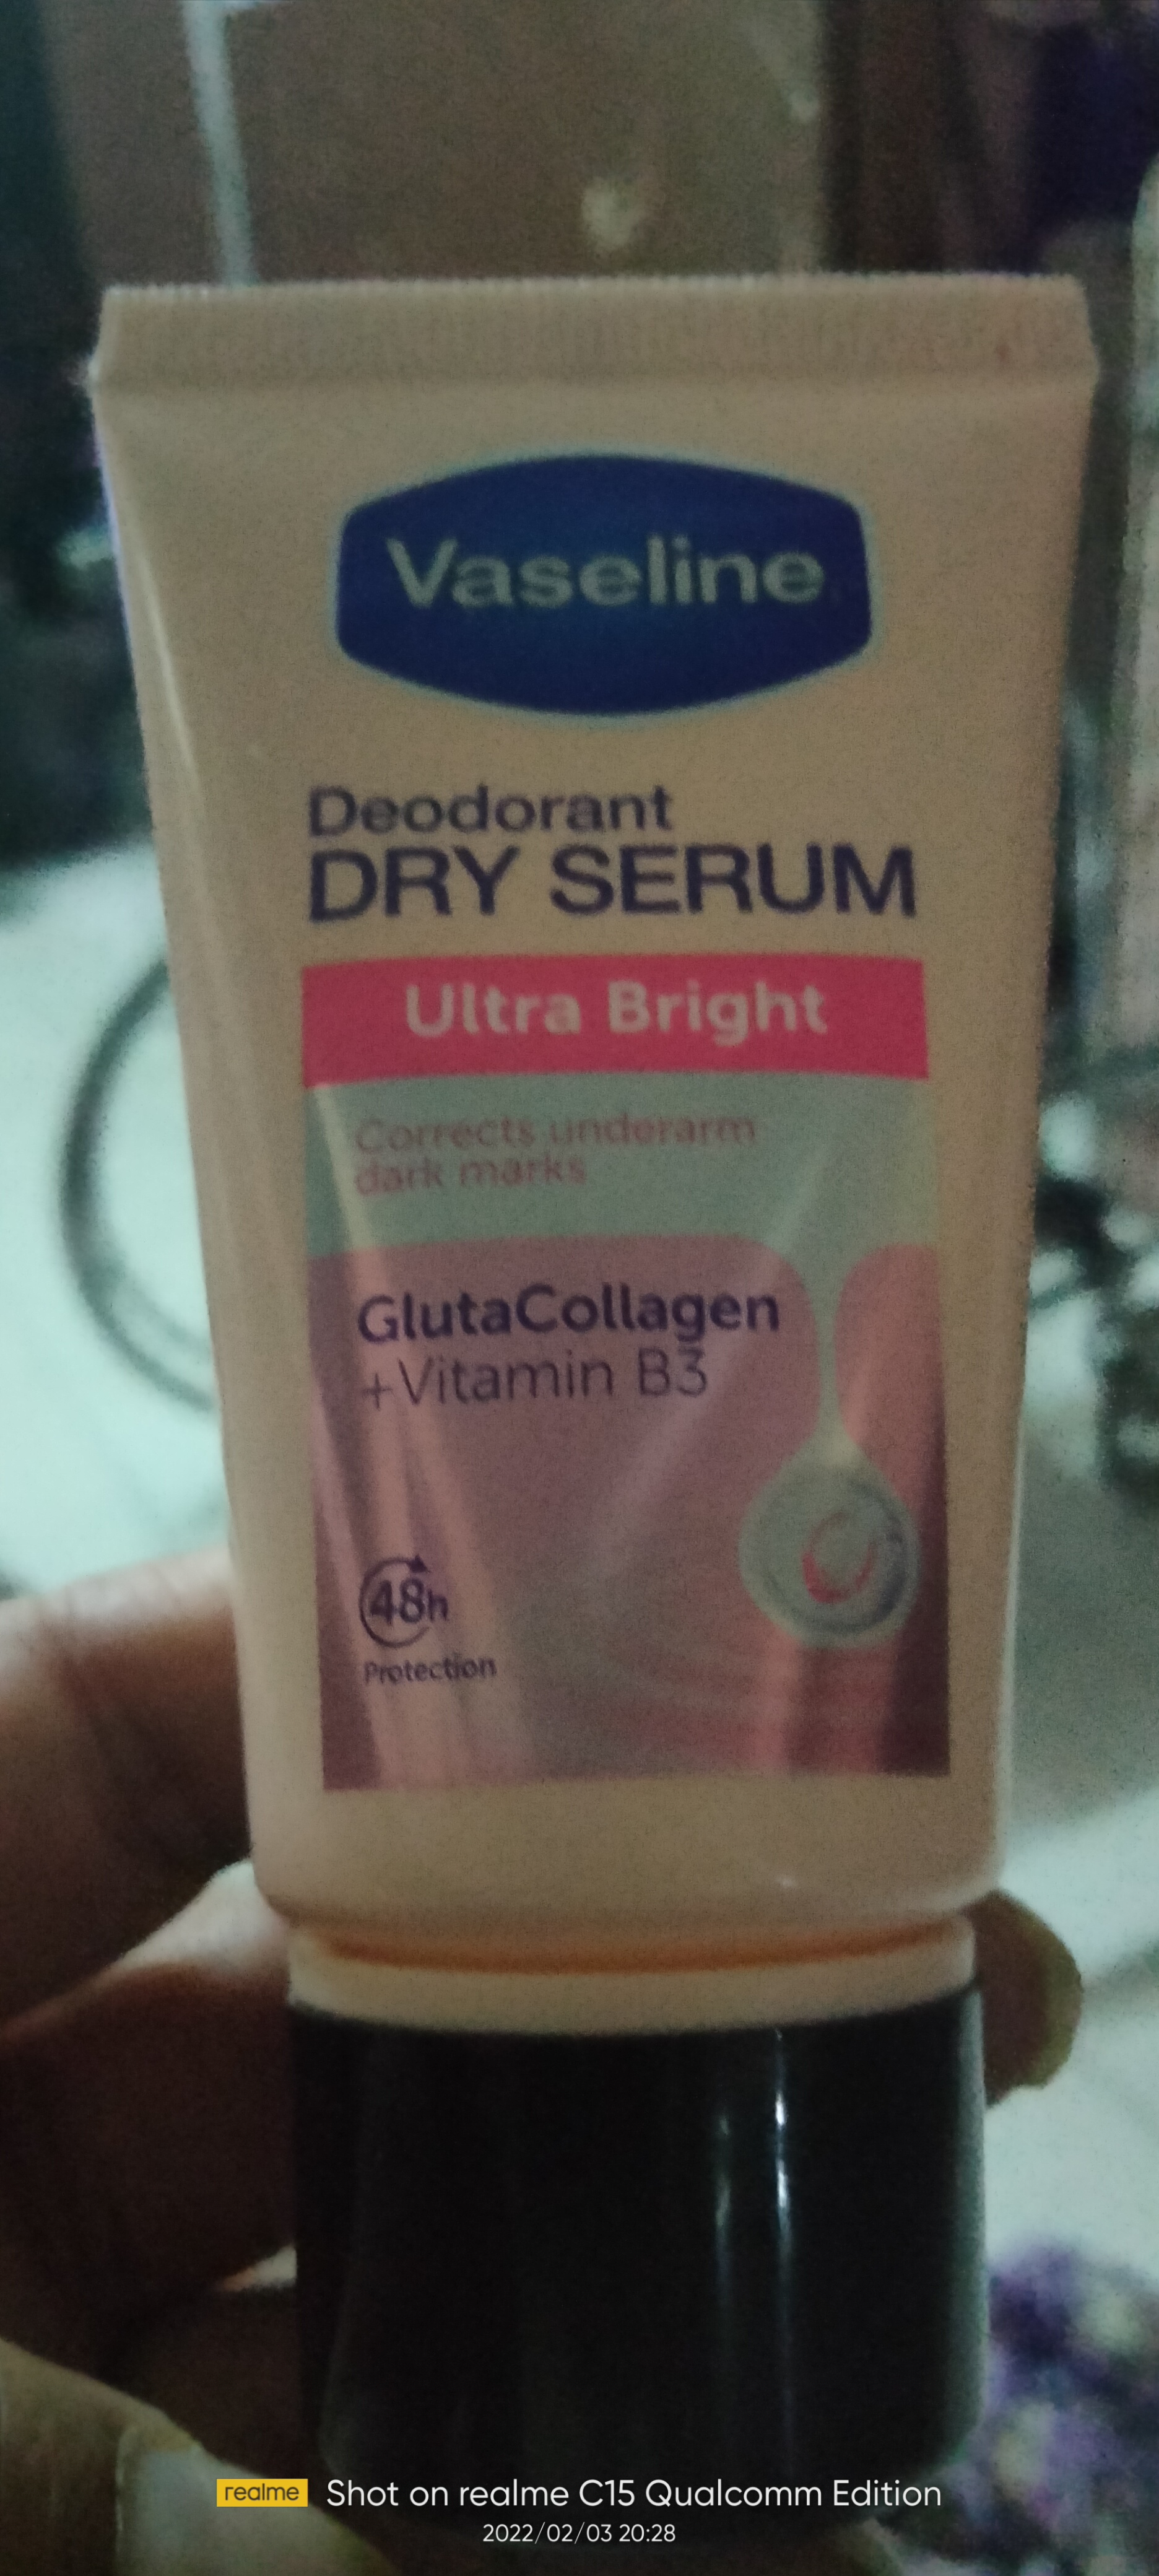 Vaseline
Deodorant
DRY SERUM
Ultra Bright
Corrects underarm
dark marks
GlutaCollagen
+Vitamin B3
48h
Protection
realme Shot on realme C15 Qualcomm Edition
2022/02/03 20:28